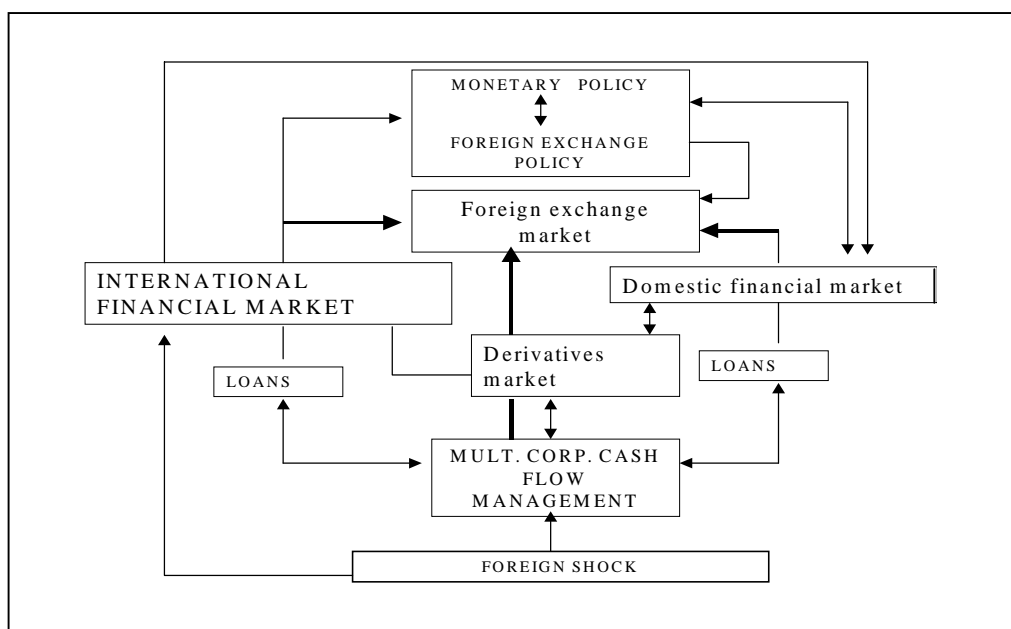 MONETARY POLICY
FOREIGN EXCHANGE
POLICY
Foreign exchange
market
INTERNATIONAL
FINANCIAL MARKET
Domestic financial market
Derivatives
market
LOANS
LOANS
MULT. CORP. CASH
FLOW
MANAGEMENT
FOREIGN SHOCK